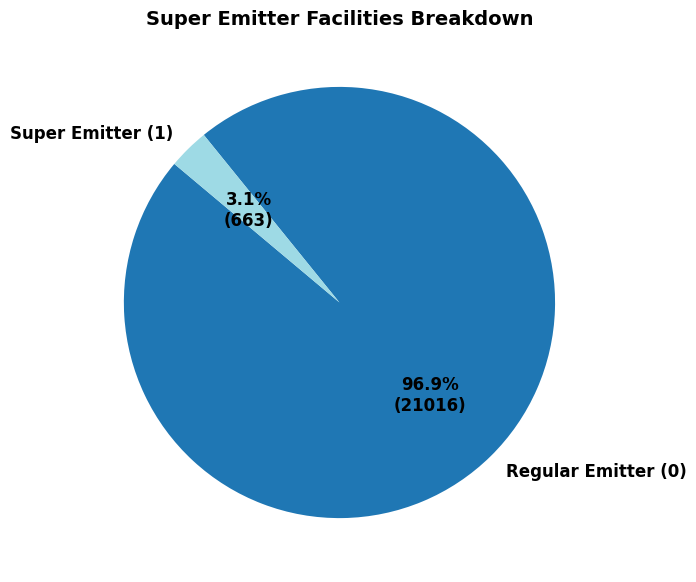 Super Emitter Facilities Breakdown
Super Emitter (1)
3.1%
(663)
96.9%
(21016)
Regular Emitter (0)